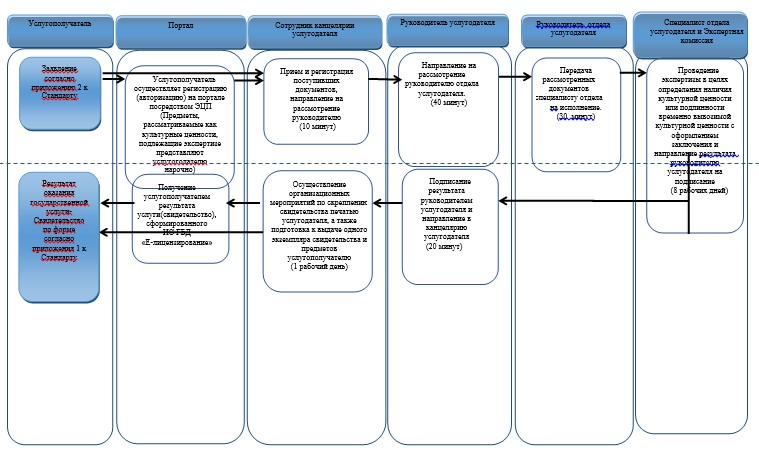 Услугополучатель
Портал
Сотрудник канцелярии
услугодателя
Руководитель услугодателя
Руководитель отдела
услугодателя
Специалист отдела
услугодателя и Экспертная
комиссия
Заявление
согласно
приложению 2 к
Стандарту.
Услугополучатель
осуществляет регистрацию
(авторизацию) на портале
посредством ЭЦП
(Предметы,
рассматриваемые как
культурные ценности,
подлежащие экспертизе
представляют
услугодателю
нарочно)
Прием и регистрация
поступивших
документов,
направление на
рассмотрение
руководителю
(10 минут)
Направление на
рассмотрение
руководителю отдела
услугодателя.
(40 минут)
Передача
рассмотренных
документов
специалисту отдела
на исполнение.
(30 минут)
Проведение
экспертизы в целях
определения наличия
культурной ценности
или подлинности
временно вывозимой
культурной ценности с
оформлением
заключения и
направление результата
руководителю
услугодателя на
подписание
(8 рабочих дней)
Результат
оказания
государственной
услуги:
Свидетельство
по форме
согласно
приложения 1 к
Стандарту.
Получение
услугополучателем
результата
услуги(свидетельство),
сформированного
ИС ГБД
«Е-лицензирование»
Осуществление
организационных
мероприятий по скреплении
свидетельства печатью
услугодателя, а также
подготовка к выдаче одного
экземпляра свидетельства и
предметов
услугополучателю
(1 рабочий день)
Подписание
результата
руководителем
услугодателя и
направление в
канцелярию
услугодателя
(20 минут)